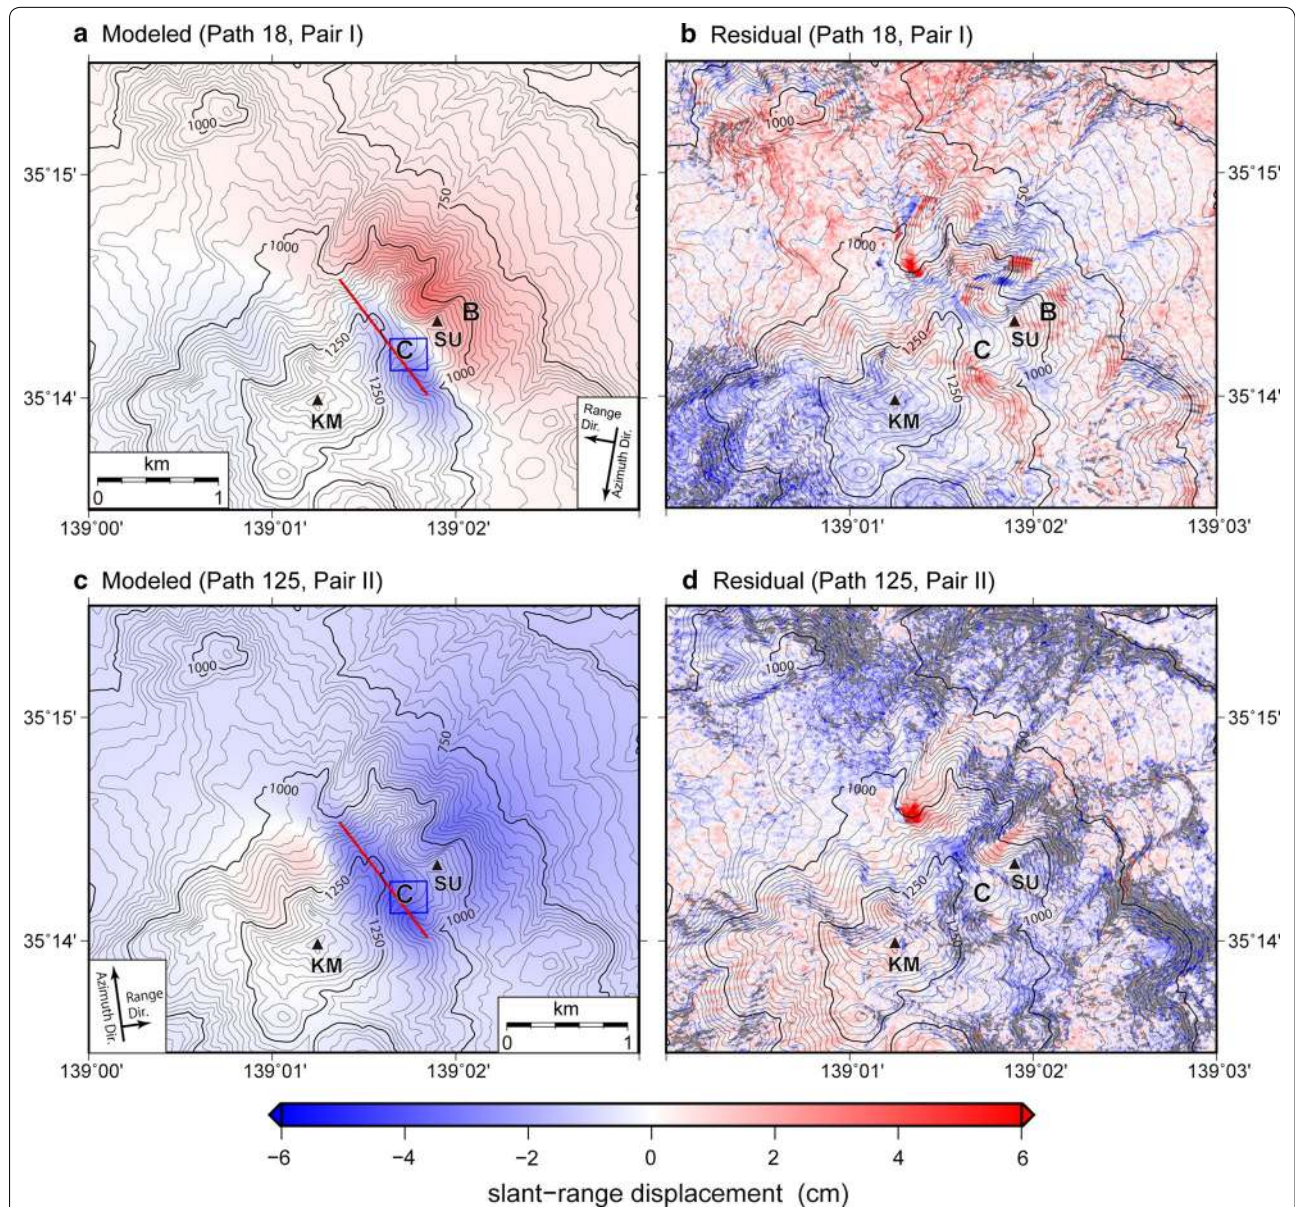 a Modeled (Path 18, Pair I)
b Residual (Path 18, Pair I)
1000
750
1000
35°15'
B
SU
C
1250
1250
1000
35°14'
KM
Range Dir.
Azimuth Dir.
km
0 1
139°00' 139°01' 139°02'
1000
750
1000
35°15'
B
SU
C
1250
1250
1000
35°14'
KM
139°01' 139°02' 139°03'
c Modeled (Path 125, Pair II)
d Residual (Path 125, Pair II)
1000
750
1000
35°15'
SU
C
1250
1250
1000
35°14'
KM
Azimuth Dir.
Range Dir.
km
0 1
139°00' 139°01' 139°02'
1000
750
1000
35°15'
SU
C
1250
1250
1000
35°14'
KM
139°01' 139°02' 139°03'
−6 −4 −2 0 2 4 6
slant−range displacement (cm)